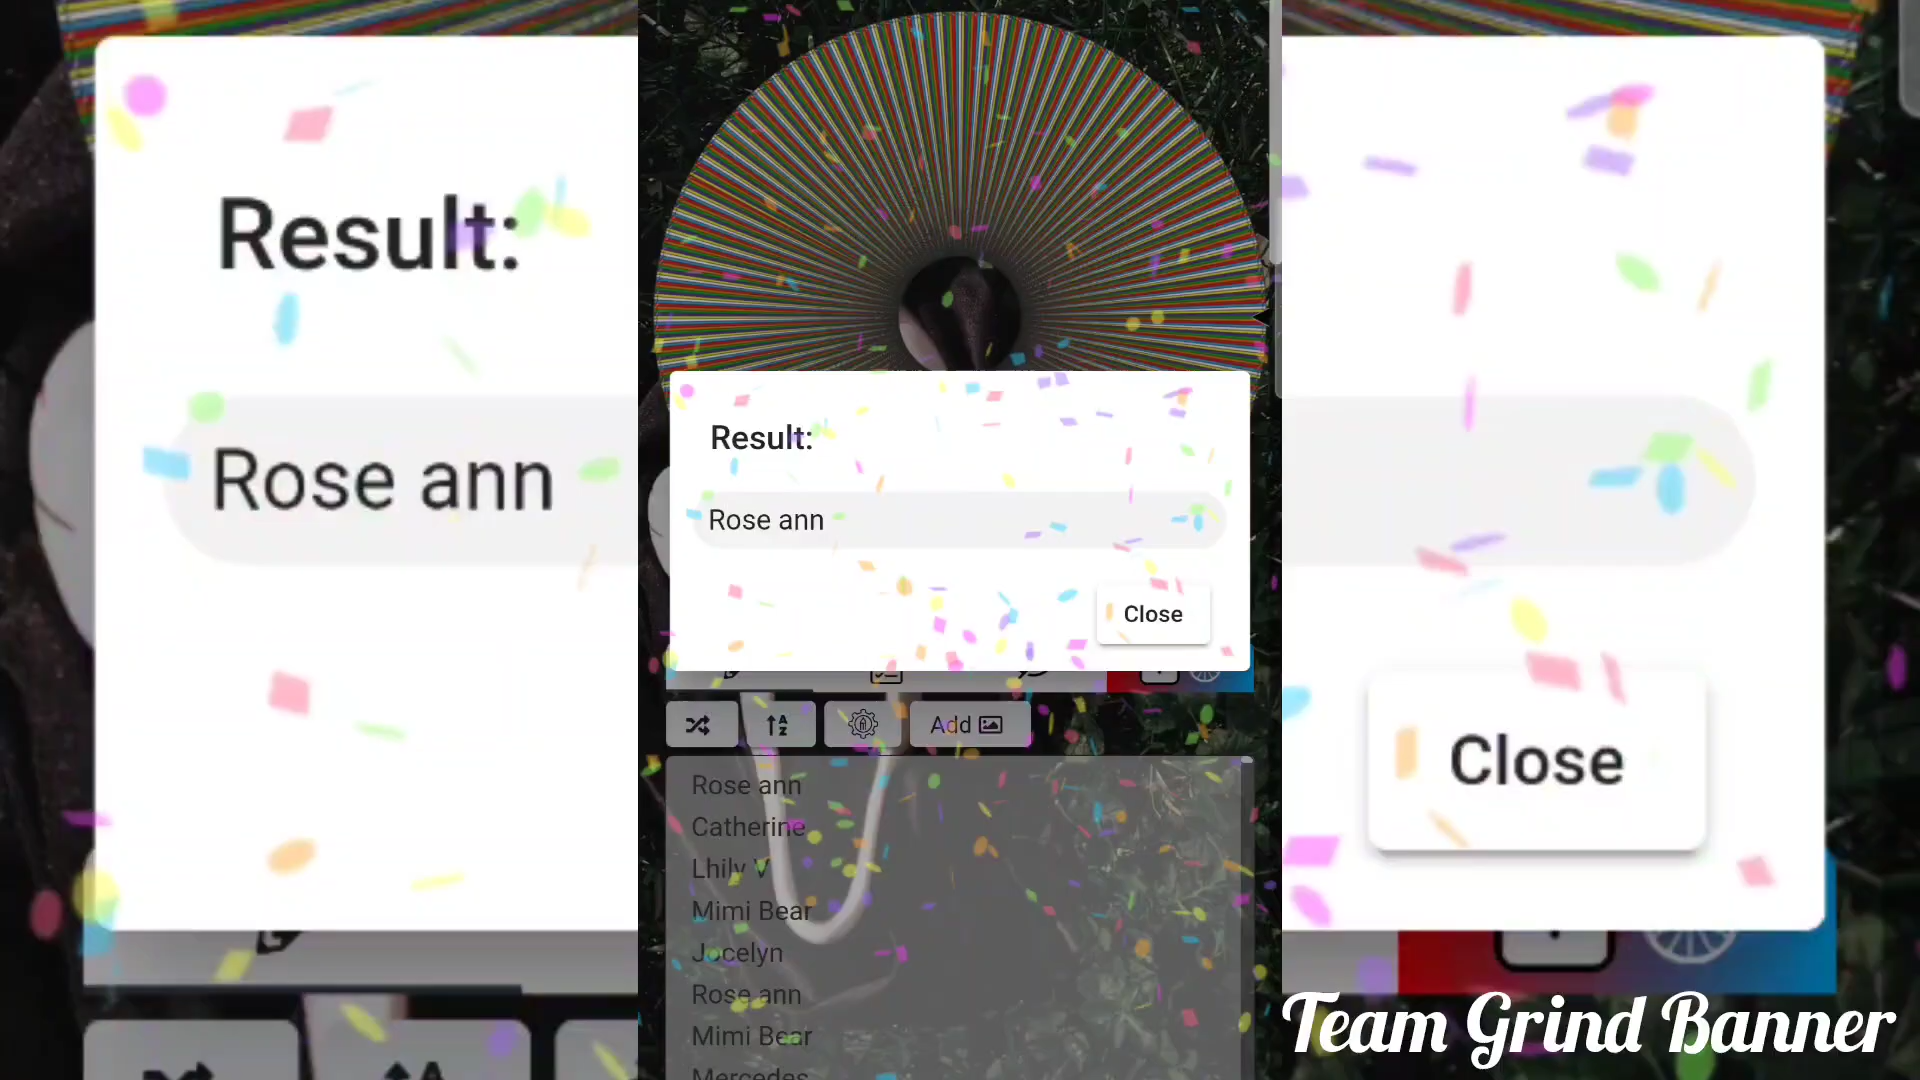 Result:
Rose ann
Close
Result:
Rose ann
Close
Add
Rose ann
Catherine
Lhily V
Mimi Bear
Jocelyn
Rose ann
Mimi Bear
Mercedes
Team Grind Banner